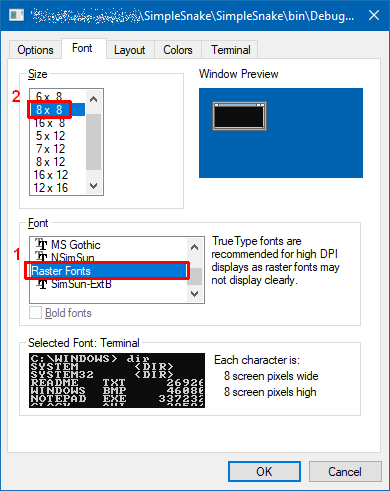 \SimpleSnake\SimpleSnake\bin\Debug...
Options Font Layout Colors Terminal
Size
Window Preview
2
6 x 8
8 x 8
16 x 8
5 x 12
7 x 12
8 x 12
16 x 12
12 x 16
Font
1
MS Gothic
NSimSun
Raster Fonts
SimSun-ExtB
TrueType fonts are
recommended for high DPI
displays as raster fonts may
not display clearly.
Bold fonts
Selected Font: Terminal
C:\WINDOWS> dir
SYSTEM <DIR>
SYSTEM32 <DIR>
README TXT 26926
WINDOWS BMP 46080
NOTEPAD EXE 337232
Each character is:
8 screen pixels wide
8 screen pixels high
OK Cancel